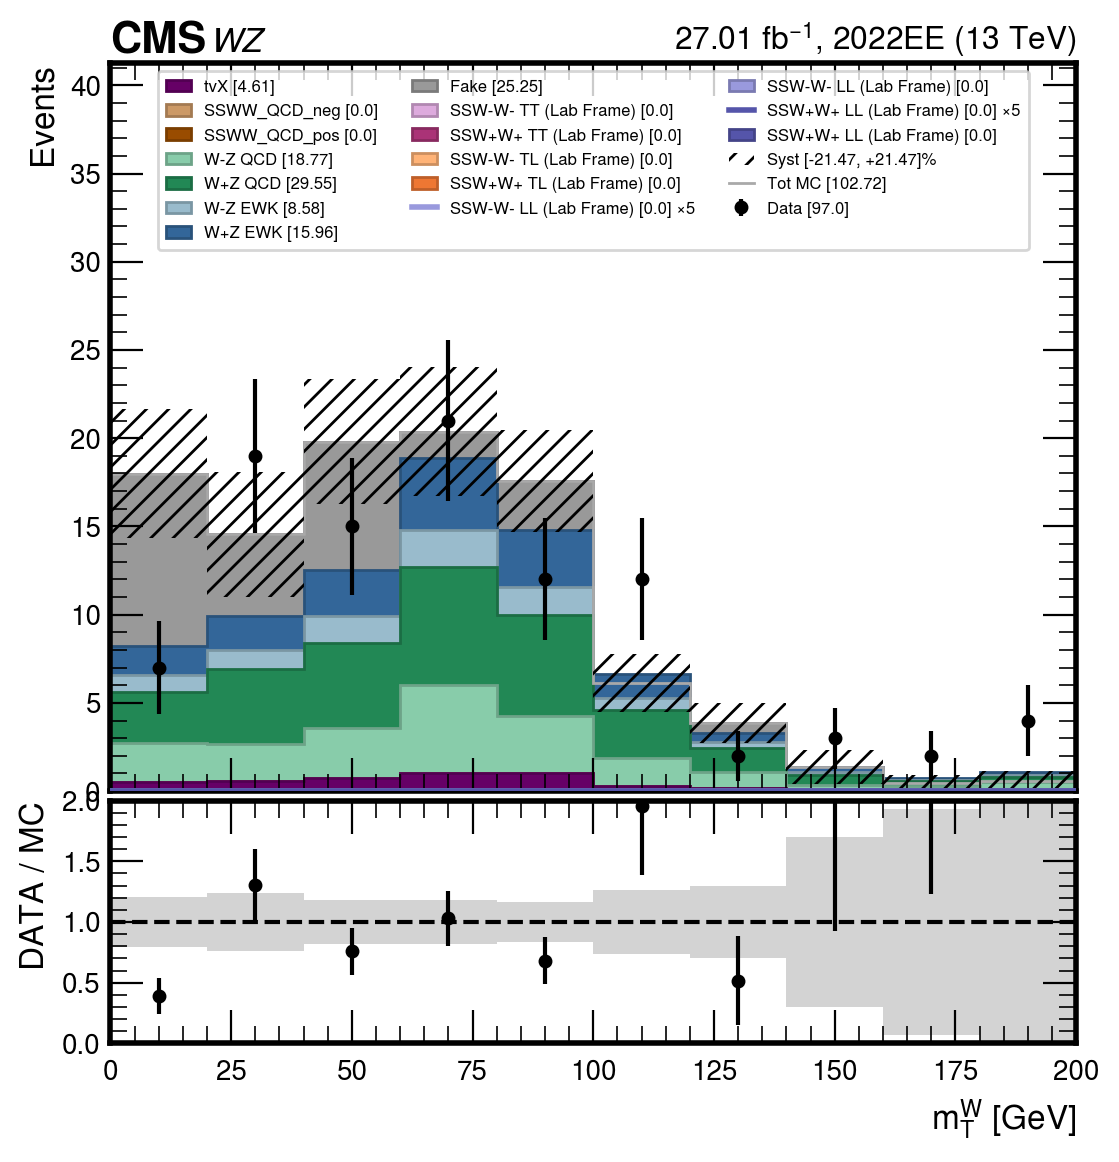 CMS WZ 27.01 fb⁻¹, 2022EE (13 TeV)
Events
tvX [4.61]
SSWW_QCD_neg [0.0]
SSWW_QCD_pos [0.0]
W-Z QCD [18.77]
W+Z QCD [29.55]
W-Z EWK [8.58]
W+Z EWK [15.96]
Fake [25.25]
SSW-W- TT (Lab Frame) [0.0]
SSW+W+ TT (Lab Frame) [0.0]
SSW-W- TL (Lab Frame) [0.0]
SSW+W+ TL (Lab Frame) [0.0]
SSW-W- LL (Lab Frame) [0.0] ×5
SSW-W- LL (Lab Frame) [0.0]
SSW+W+ LL (Lab Frame) [0.0] ×5
SSW+W+ LL (Lab Frame) [0.0]
Syst [-21.47, +21.47]%
Tot MC [102.72]
Data [97.0]
40
35
30
25
20
15
10
5
0
DATA / MC
2.0
1.5
1.0
0.5
0.0
0 25 50 75 100 125 150 175 200
m_T^W [GeV]